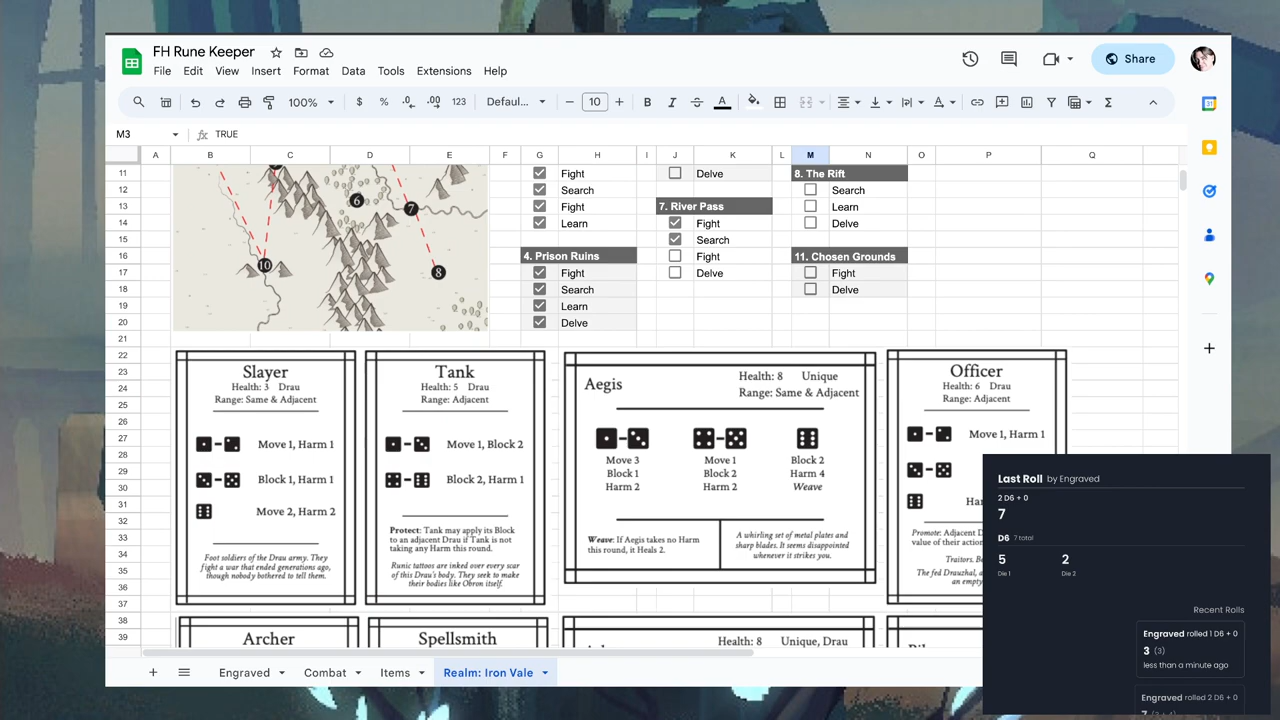 FH Rune Keeper
File Edit View Insert Format Data Tools Extensions Help
Share
100% $ % .0 .00 123 Defaul... 10 B I A Σ
31
M3 fx TRUE
A B C D E F G H I J K L M N O P Q
11 Fight Delve 8. The Rift
12 Search Search
13 6 7 Fight 7. River Pass Learn
14 Learn Fight Delve
15 Search
16 10 4. Prison Ruins Fight 11. Chosen Grounds
17 8 Fight Delve Fight
18 Search Delve
19 Learn
20 Delve
21
22
23
24
25
26
27
28
29
30
31
32
33
34
35
36
37
38
39
Slayer
Health: 3 Drau
Range: Same & Adjacent
Move 1, Harm 1
Block 1, Harm 1
Move 2, Harm 2
Foot soldiers of the Drau army. They
fight a war that ended generations ago,
though nobody bothered to tell them.
Tank
Health: 5 Drau
Range: Adjacent
Move 1, Block 2
Block 2, Harm 1
Protect: Tank may apply its Block
to an adjacent Drau if Tank is not
taking any Harm this round.
Runic tattoos are inked over every scar
of this Drau's body. They seek to make
their bodies like Obron itself.
Aegis
Health: 8 Unique
Range: Same & Adjacent
Move 3
Block 1
Harm 2
Move 1
Block 2
Harm 2
Block 2
Harm 4
Weave
Weave: If Aegis takes no Harm
this round, it Heals 2.
A whirling set of metal plates and
sharp blades. It seems disappointed
whenever it strikes you.
Officer
Health: 6 Drau
Range: Adjacent
Move 1, Harm 1
Promote: Adjacent
value of their action
Traitors.
The fed Drauzhal,
an empty
Archer
Spellsmith
Health: 8 Unique, Drau
Last Roll by Engraved
2 D6 + 0
7
D6 7 total
5 2
Die 1 Die 2
Recent Rolls
Engraved rolled 1 D6 + 0
3 (3)
less than a minute ago
Engraved rolled 2 D6 + 0
Engraved Combat Items Realm: Iron Vale